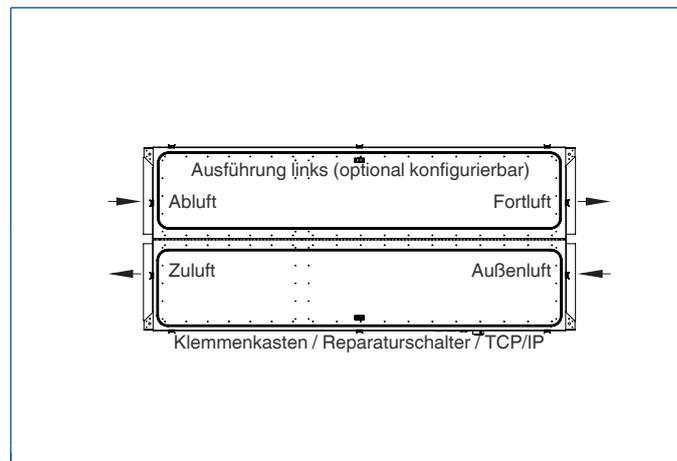 Ausführung links (optional konfigurierbar)
Abluft Fortluft
Zuluft Außenluft
Klemmenkasten / Reparaturschalter / TCP/IP